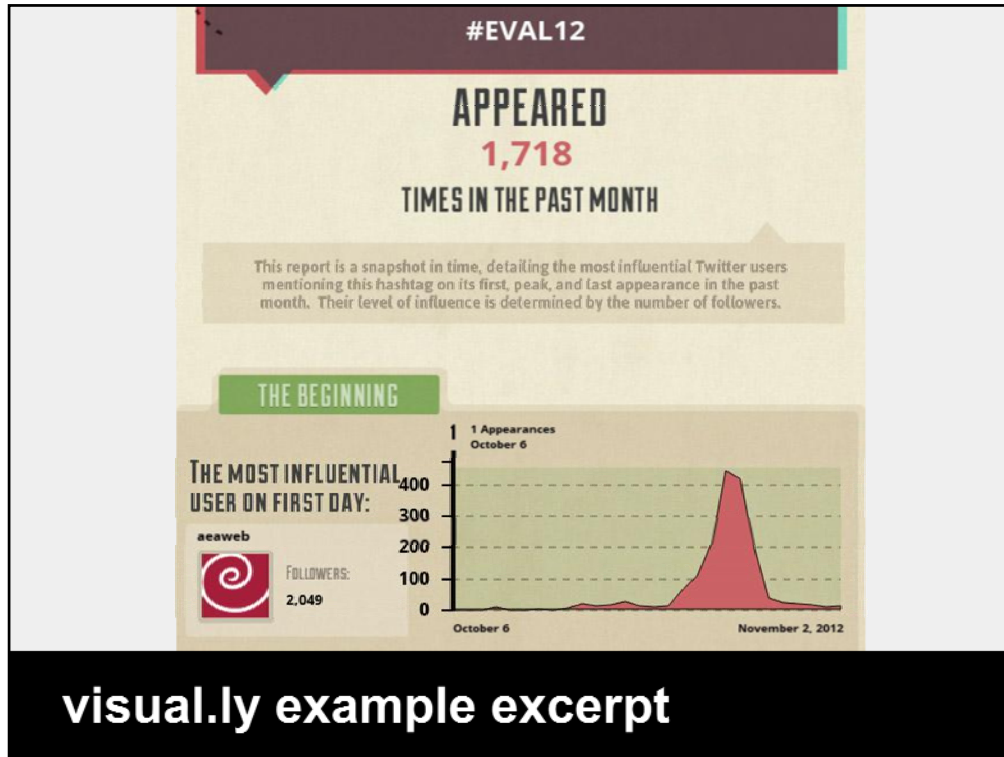 #EVAL12
APPEARED
1,718
TIMES IN THE PAST MONTH
This report is a snapshot in time, detailing the most influential Twitter users
mentioning this hashtag on its first, peak, and last appearance in the past
month. Their level of influence is determined by the number of followers.
THE BEGINNING
THE MOST INFLUENTIAL
USER ON FIRST DAY:
aeaweb
FOLLOWERS:
2,049
1 Appearances
October 6
400
300
200
100
0
October 6
November 2, 2012
visual.ly example excerpt